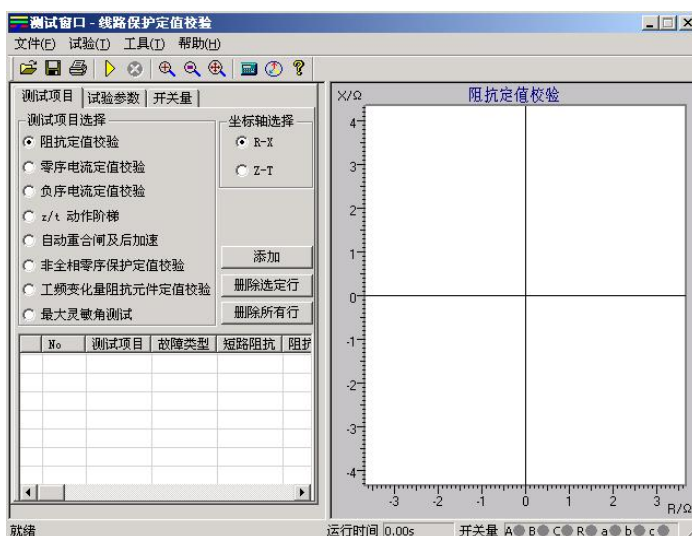 测试窗口 - 线路保护定值校验
文件(F) 试验(T) 工具(T) 帮助(H)
测试项目 试验参数 开关量
测试项目选择
阻抗定值校验
零序电流定值校验
负序电流定值校验
z/t 动作阶梯
自动重合闸及后加速
非全相零序保护定值校验
工频变化量阻抗元件定值校验
最大灵敏角测试
坐标轴选择
R-X
Z-T
添加
删除选定行
删除所有行
No 测试项目 故障类型 短路阻抗 阻抗
X/Ω 阻抗定值校验
4
3
2
1
0
-1
-2
-3
-4
-3 -2 -1 0 1 2 3
R/Ω
就绪 运行时间 0.00s 开关量 A B C R a b c